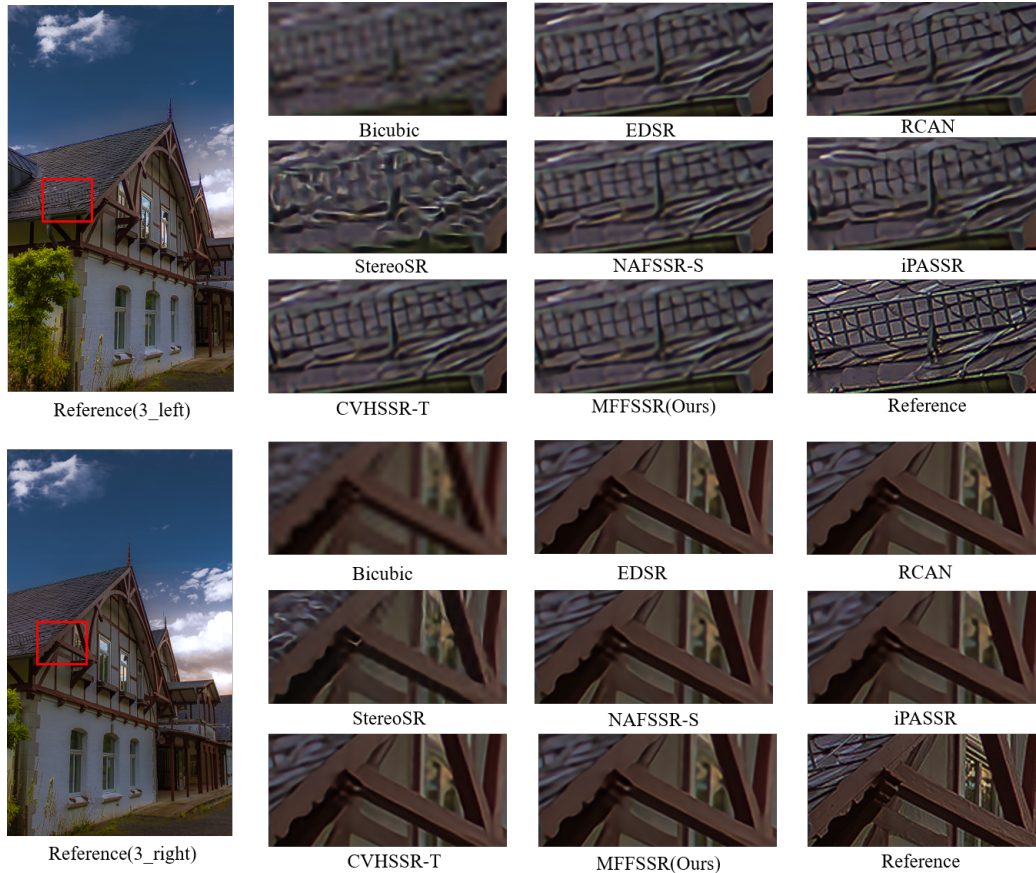 Bicubic
EDSR
RCAN
StereoSR
NAFSSR-S
iPASSR
CVHSSR-T
MFFSSR(Ours)
Reference
Reference(3_left)
Bicubic
EDSR
RCAN
StereoSR
NAFSSR-S
iPASSR
CVHSSR-T
MFFSSR(Ours)
Reference
Reference(3_right)